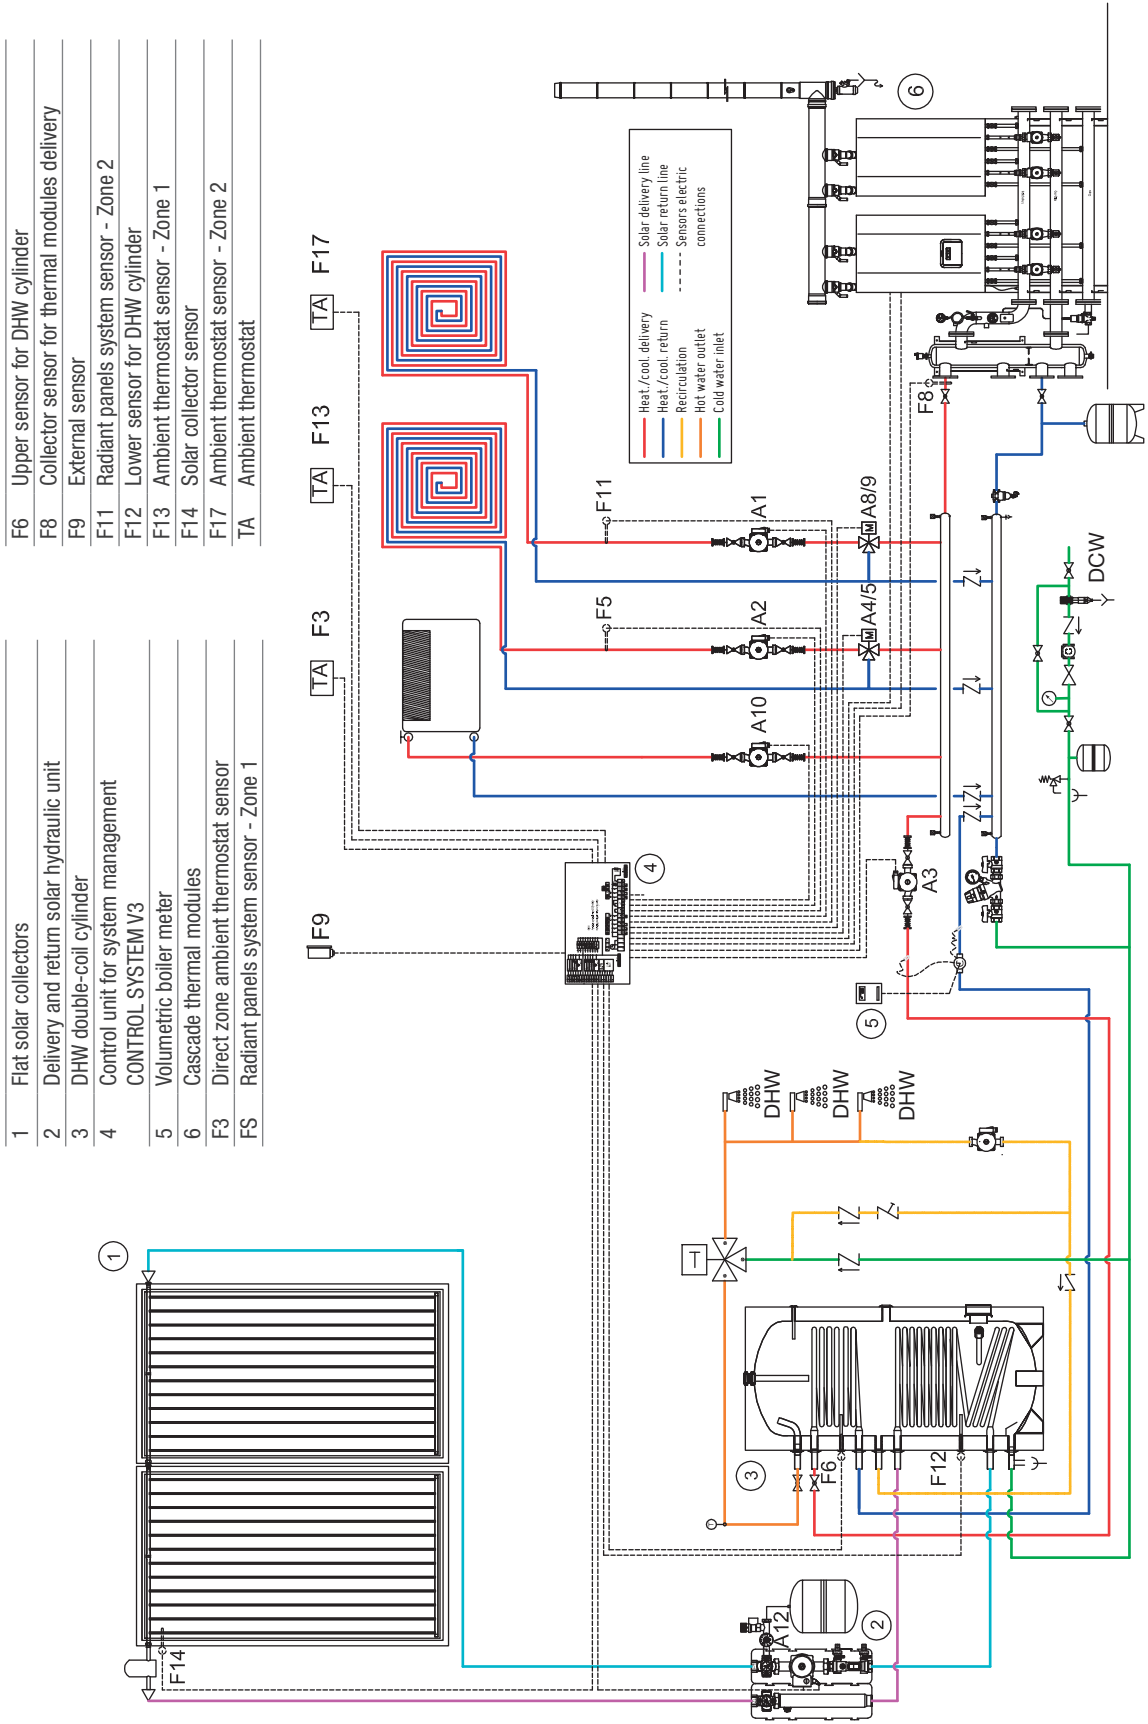 1 Flat solar collectors
2 Delivery and return solar hydraulic unit
3 DHW double-coil cylinder
4 Control unit for system management
CONTROL SYSTEM V3
5 Volumetric boiler meter
6 Cascade thermal modules
F3 Direct zone ambient thermostat sensor
FS Radiant panels system sensor - Zone 1
F6 Upper sensor for DHW cylinder
F8 Collector sensor for thermal modules delivery
F9 External sensor
F11 Radiant panels system sensor - Zone 2
F12 Lower sensor for DHW cylinder
F13 Ambient thermostat sensor - Zone 1
F14 Solar collector sensor
F17 Ambient thermostat sensor - Zone 2
TA Ambient thermostat
F9
TA F3
TA F13
TA F17
1
F14
4
F5
F11
A10
A2
A1
A4/5
A8/9
M
M
Heat./cool. delivery
Heat./cool. return
Recirculation
Hot water outlet
Cold water inlet
Solar delivery line
Solar return line
Sensors electric
connections
6
F8
A3
5
DHW
DHW
DHW
T
3
F6
F12
A12
2
DCW